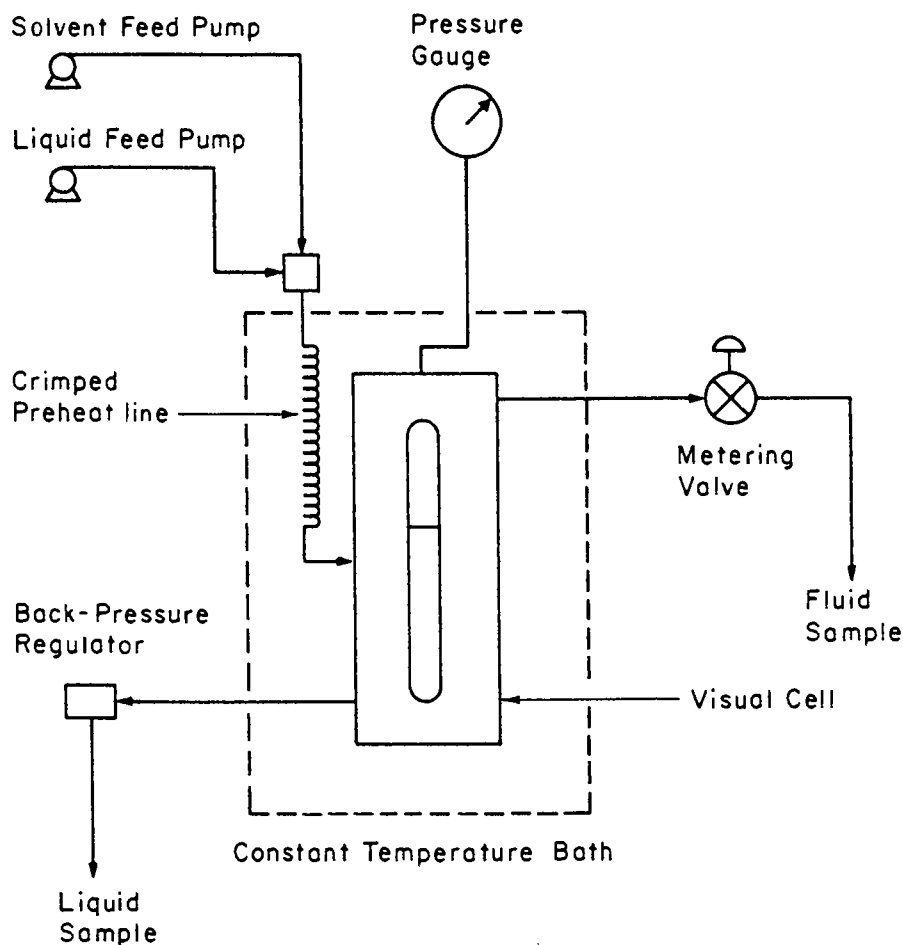 Solvent Feed Pump
Liquid Feed Pump
Pressure
Gauge
Crimped
Preheat line
Metering
Valve
Fluid
Sample
Back-Pressure
Regulator
Visual Cell
Constant Temperature Bath
Liquid
Sample